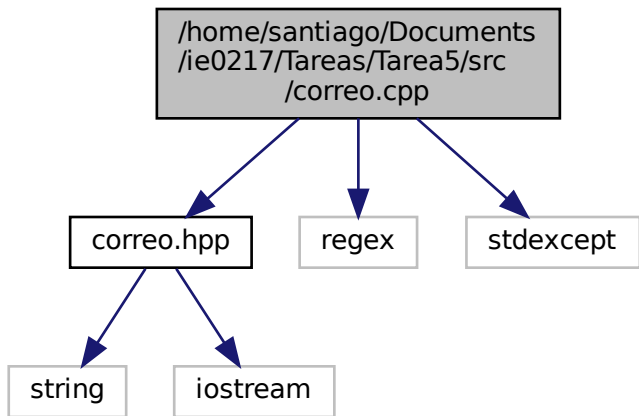 /home/santiago/Documents
/ie0217/Tareas/Tarea5/src
/correo.cpp
correo.hpp
regex
stdexcept
string
iostream